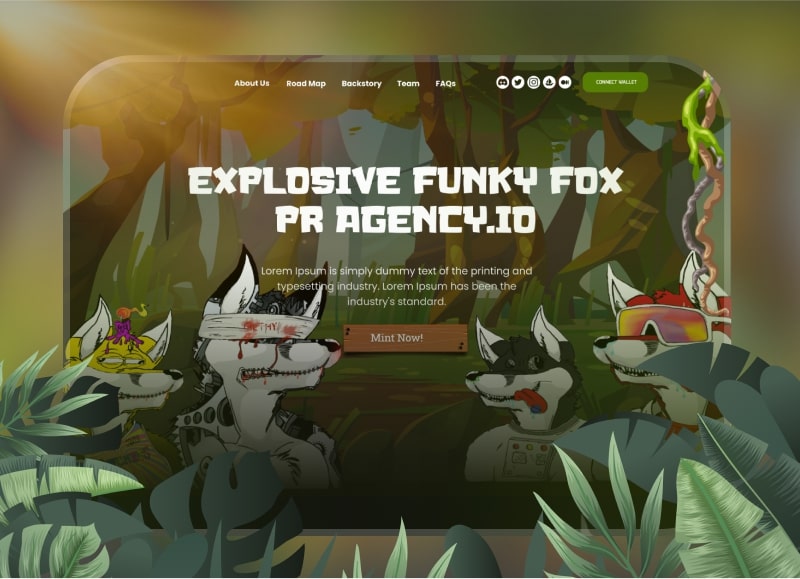 About Us Road Map Backstory Team FAQs CONNECT WALLET
EXPLOSIVE FUNKY FOX
PR AGENCY.IO
Lorem Ipsum is simply dummy text of the printing and
typesetting industry. Lorem Ipsum has been the
industry's standard.
Mint Now!